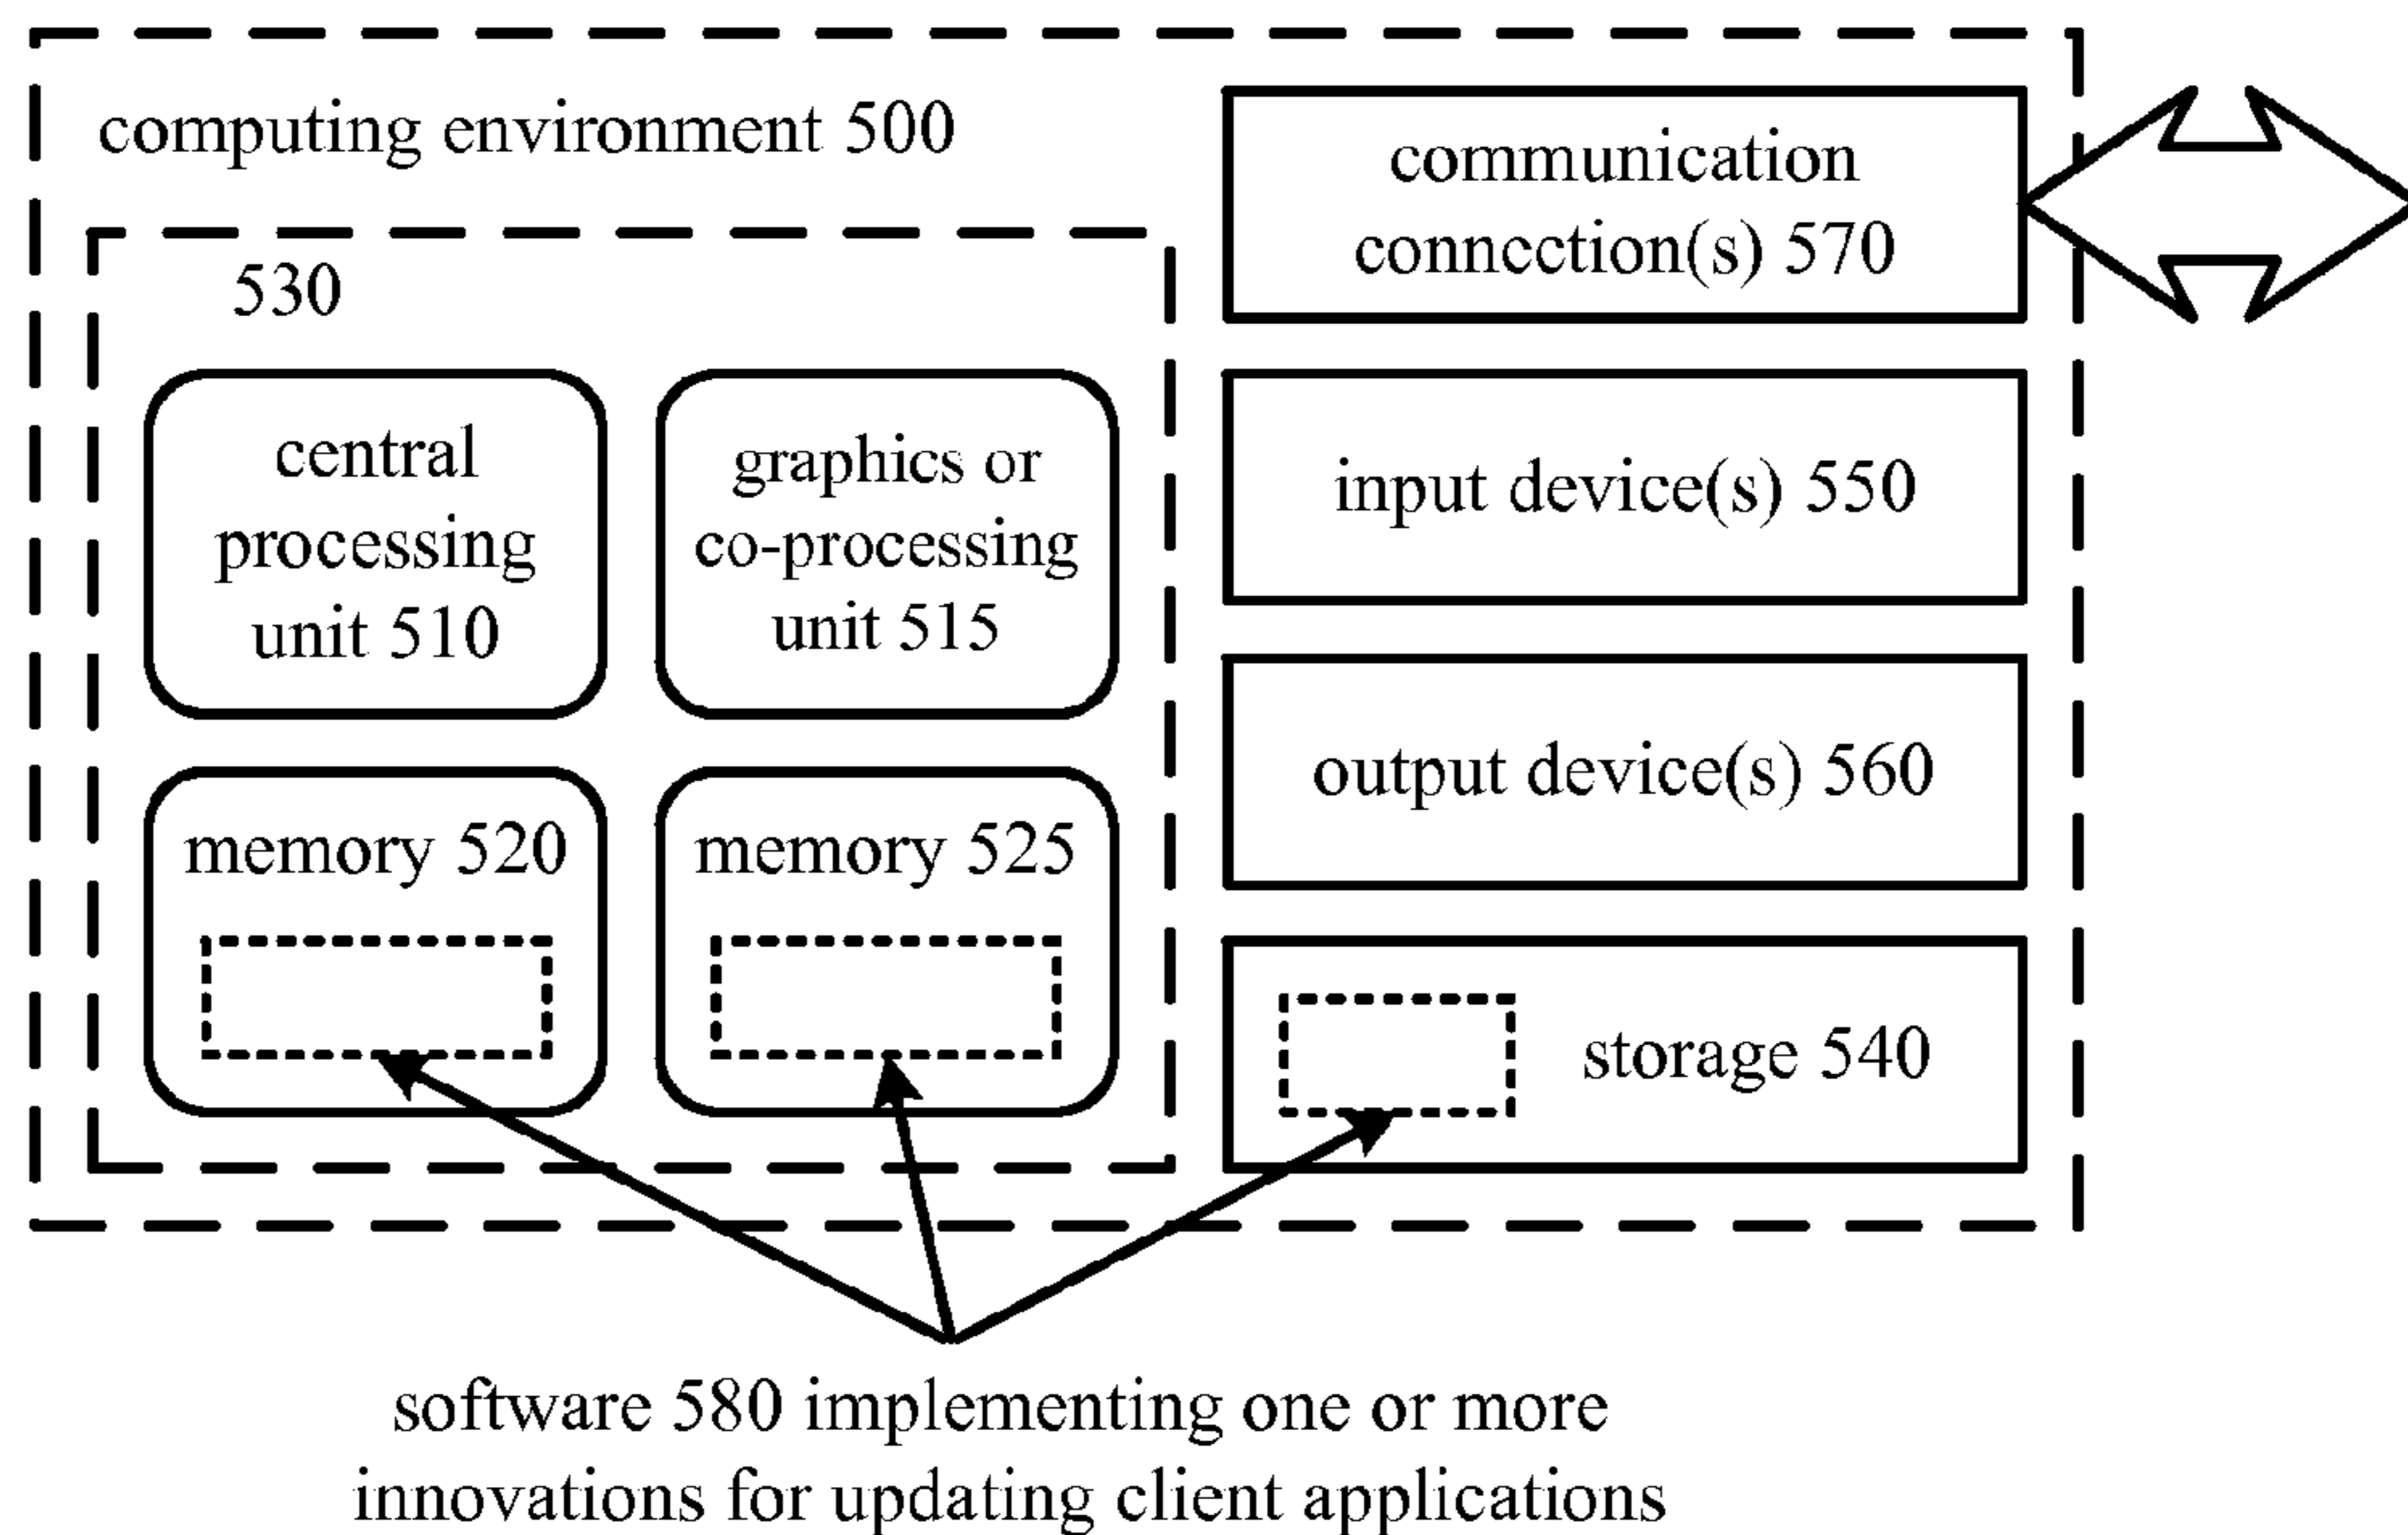 computing environment 500
530
central
processing
unit 510
graphics or
co-processing
unit 515
memory 520
memory 525
communication
connection(s) 570
input device(s) 550
output device(s) 560
storage 540
software 580 implementing one or more
innovations for updating client applications